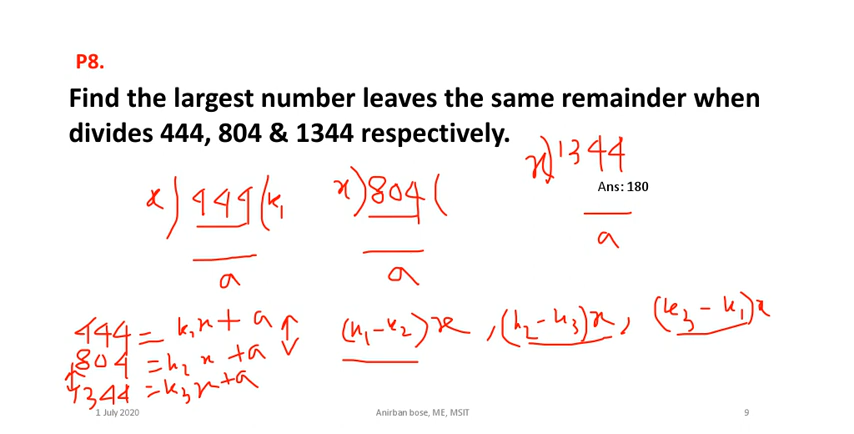 P8.
Find the largest number leaves the same remainder when
divides 444, 804 & 1344 respectively.
x) 444 (k1
x) 804 (
x) 1344
Ans: 180
a
a
a
444 = k1x + a
804 = k2x + a
1344 = k3x + a
(k1 - k2)x, (k2 - k3)x, (k3 - k1)x
1 July 2020
Anirban bose, ME, MSIT
9